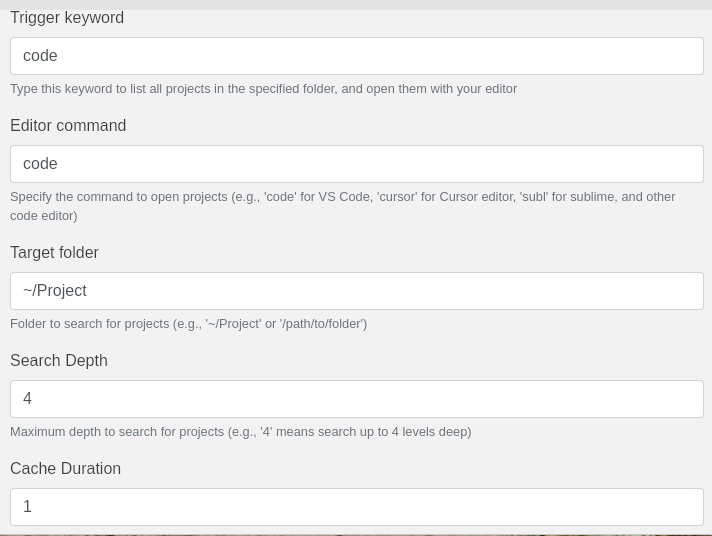 Trigger keyword
code
Type this keyword to list all projects in the specified folder, and open them with your editor
Editor command
code
Specify the command to open projects (e.g., 'code' for VS Code, 'cursor' for Cursor editor, 'subl' for sublime, and other
code editor)
Target folder
~/Project
Folder to search for projects (e.g., '~/Project' or '/path/to/folder')
Search Depth
4
Maximum depth to search for projects (e.g., '4' means search up to 4 levels deep)
Cache Duration
1